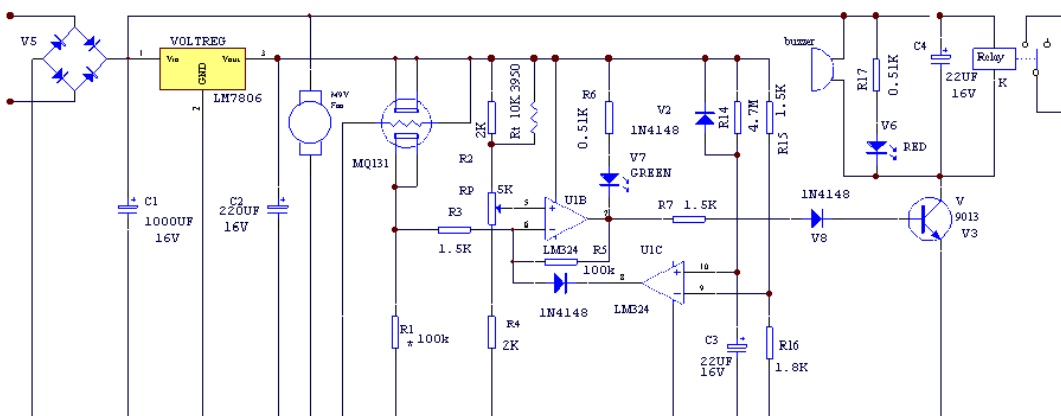 V5
VOLTREG
1
Vin
Vout
3
GND
2
LM7806
C1
1000UF
16V
C2
220UF
16V
M9V
MQ131
2K
Rt 10K 3950
R2
RP
5K
R3
1.5K
R1
* 100k
R4
2K
R6
0.51K
V7
GREEN
U1B
5
6
7
LM324
R5
100k
1N4148
8
U1C
LM324
10
9
V2
1N4148
R14
4.7M
1.5K
R15
R7 1.5K
C3
22UF
16V
R16
1.8K
1N4148
V8
buzzer
R17
0.51K
V6
RED
C4
22UF
16V
Relay
K
V
9013
V3